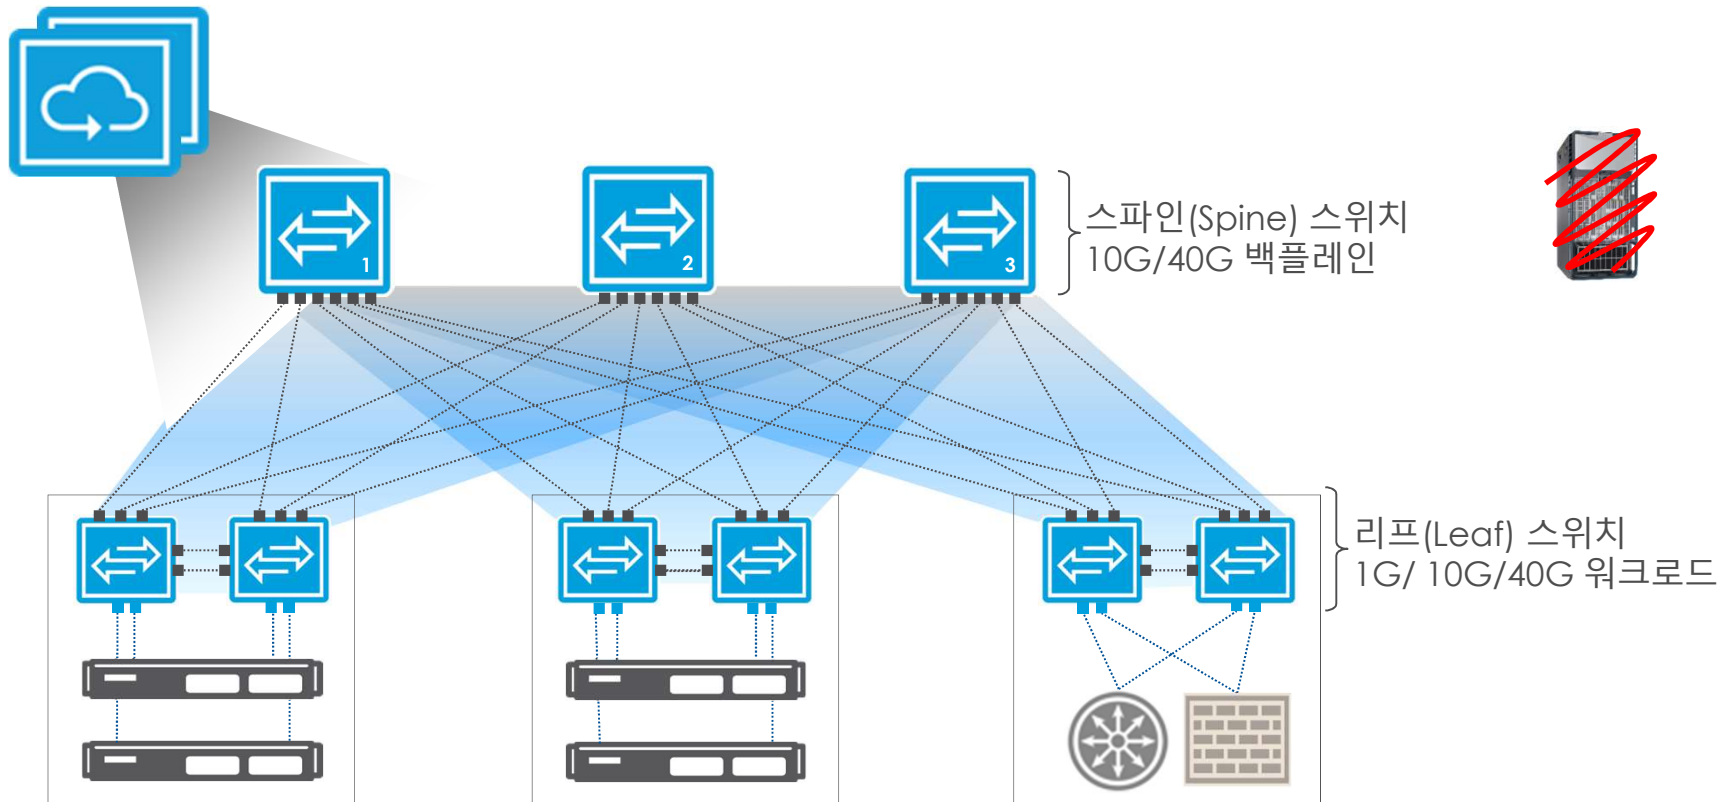 1
2
3
스파인(Spine) 스위치
10G/40G 백플레인
리프(Leaf) 스위치
1G/ 10G/40G 워크로드